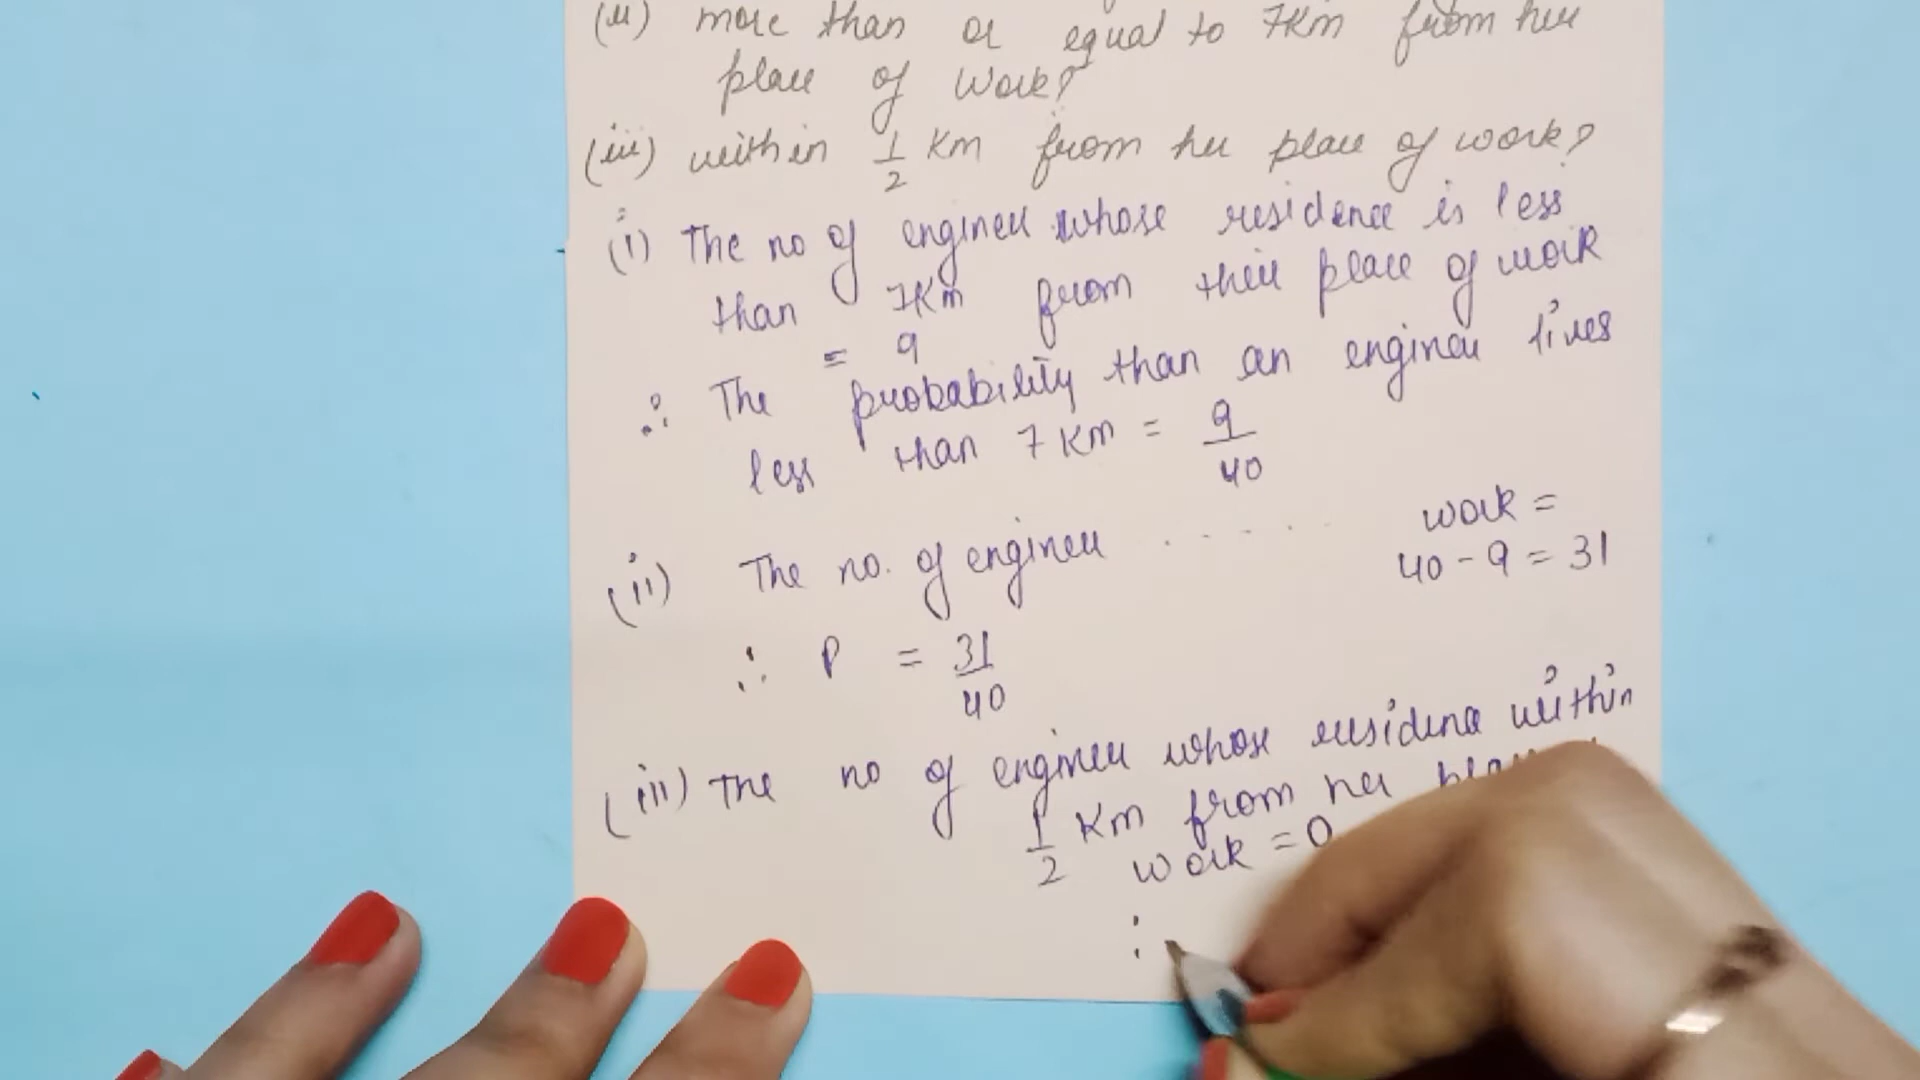 (ii) more than or equal to 7km from her
place of Work?
(iii) within 1/2 Km from her place of work?
(i) The no of engineer whose residence is less
than 7Km from their place of work
= 9
∴ The probability than an engineer lives
less than 7 Km = 9/40
(ii) The no. of engineer ...... work =
40 - 9 = 31
∴ P = 31/40
(iii) The no of engineer whose residence within
1/2 Km from her
work = 0